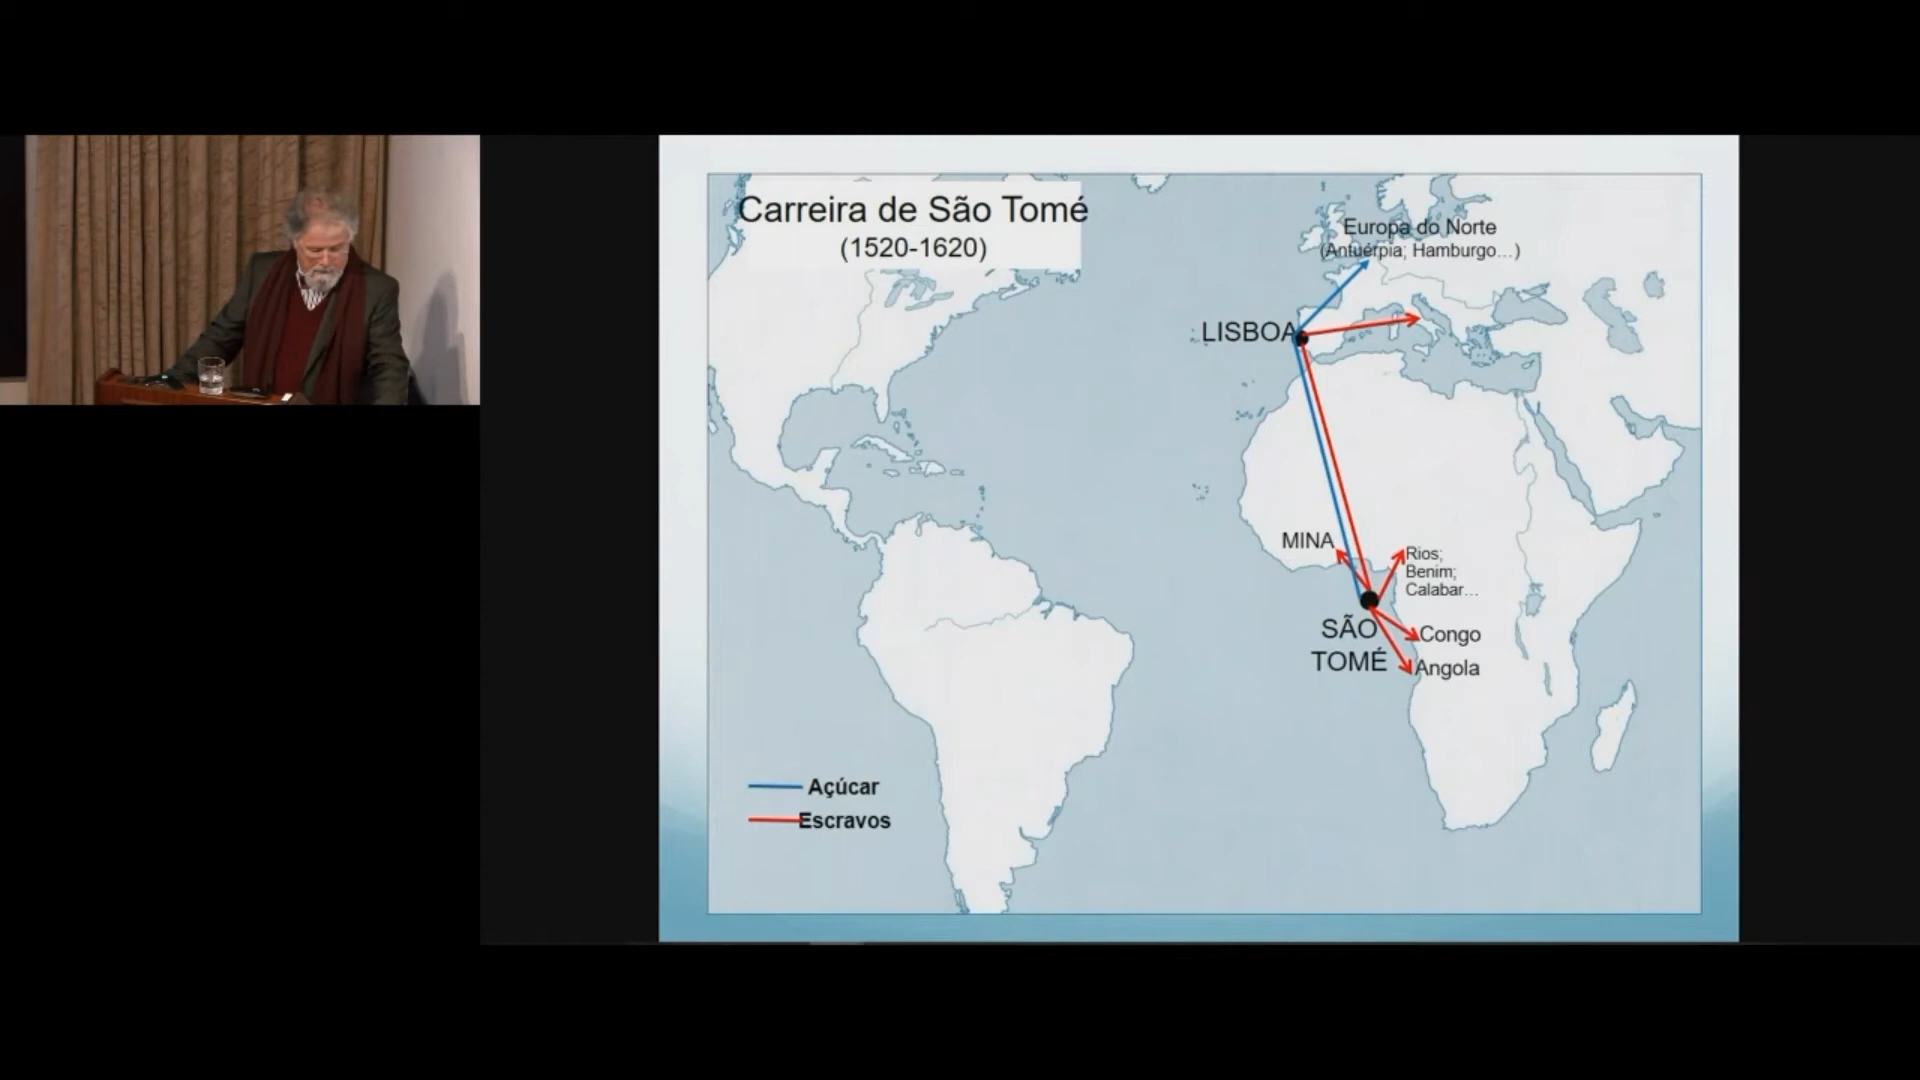 Carreira de São Tomé
(1520-1620)
Europa do Norte
(Antuérpia; Hamburgo...)
LISBOA
MINA
Rios;
Benim;
Calabar...
SÃO
TOMÉ
Congo
Angola
Açúcar
Escravos